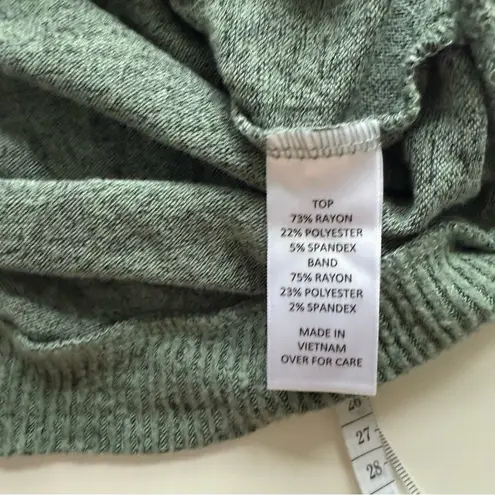 TOP
73% RAYON
22% POLYESTER
5% SPANDEX
BAND
75% RAYON
23% POLYESTER
2% SPANDEX
MADE IN
VIETNAM
OVER FOR CARE
26
27
28